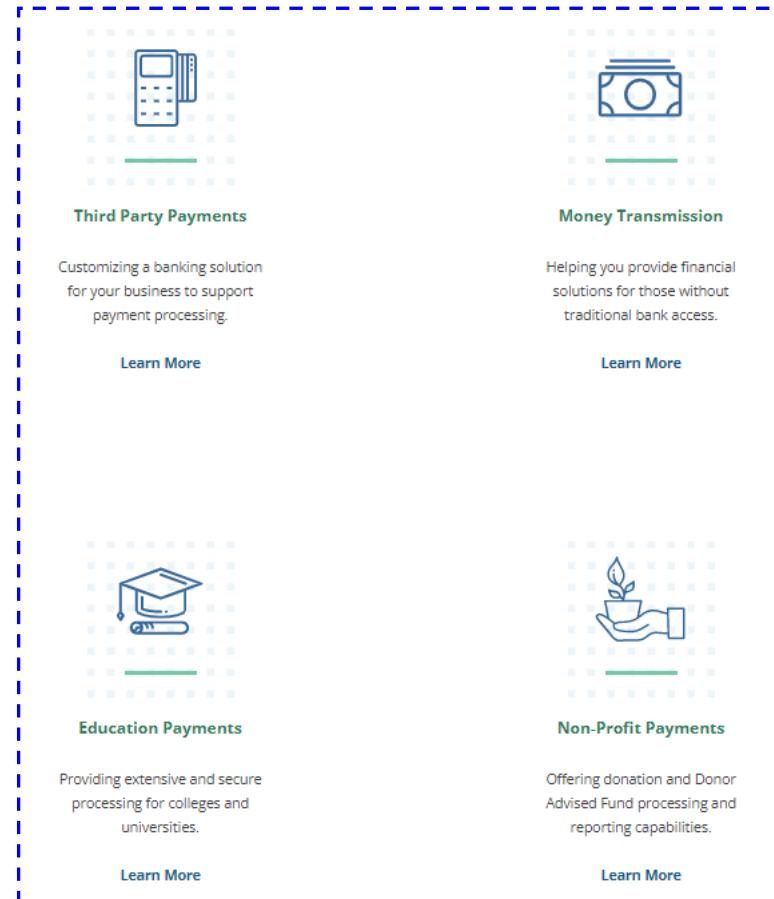 Third Party Payments
Customizing a banking solution
for your business to support
payment processing.
Learn More
Money Transmission
Helping you provide financial
solutions for those without
traditional bank access.
Learn More
Education Payments
Providing extensive and secure
processing for colleges and
universities.
Learn More
Non-Profit Payments
Offering donation and Donor
Advised Fund processing and
reporting capabilities.
Learn More